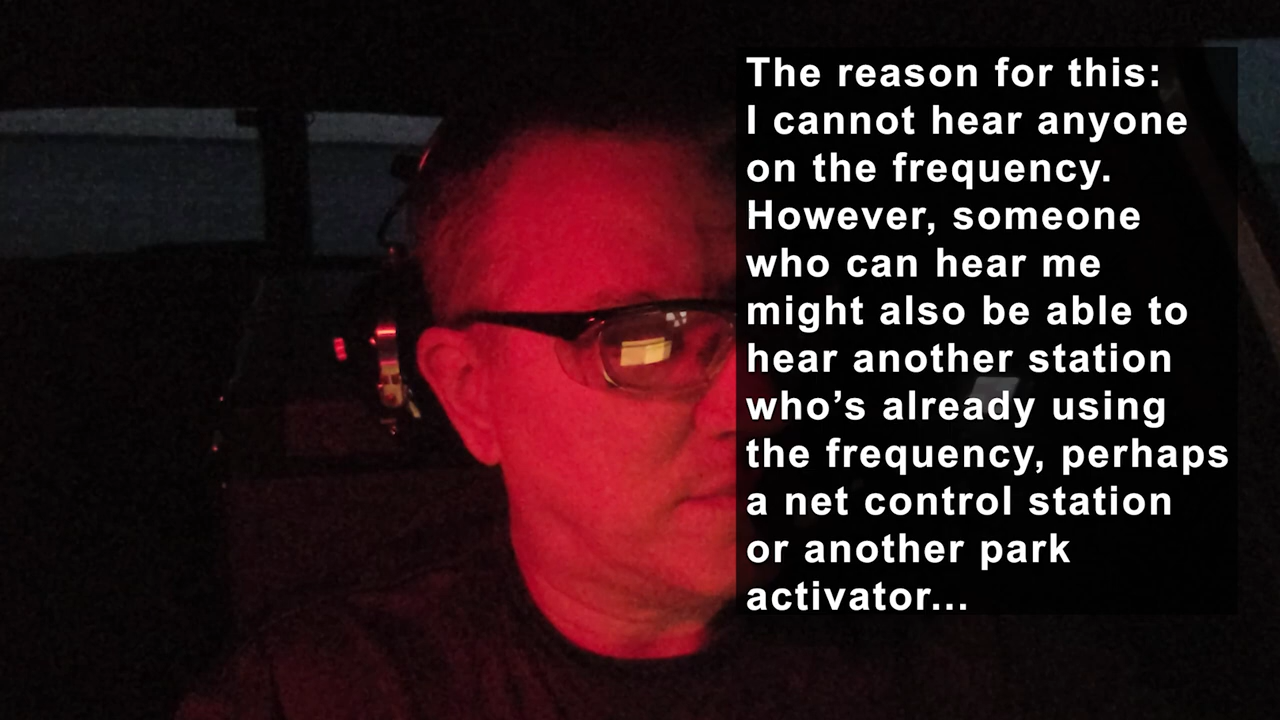 The reason for this:
I cannot hear anyone
on the frequency.
However, someone
who can hear me
might also be able to
hear another station
who’s already using
the frequency, perhaps
a net control station
or another park
activator...